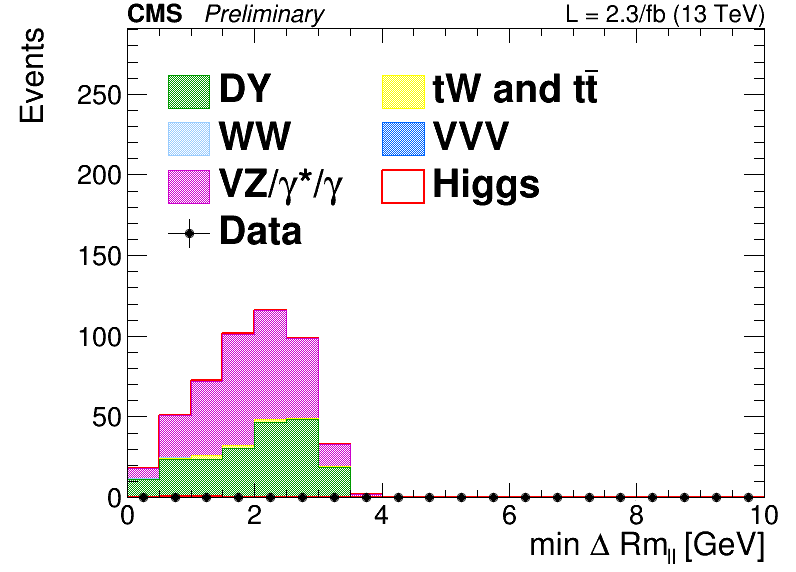 CMS Preliminary L = 2.3/fb (13 TeV)
Events
DY tW and tt̄
WW VVV
VZ/γ*/γ Higgs
Data
250
200
150
100
50
0
0 2 4 6 8 10
min Δ Rm_ll [GeV]